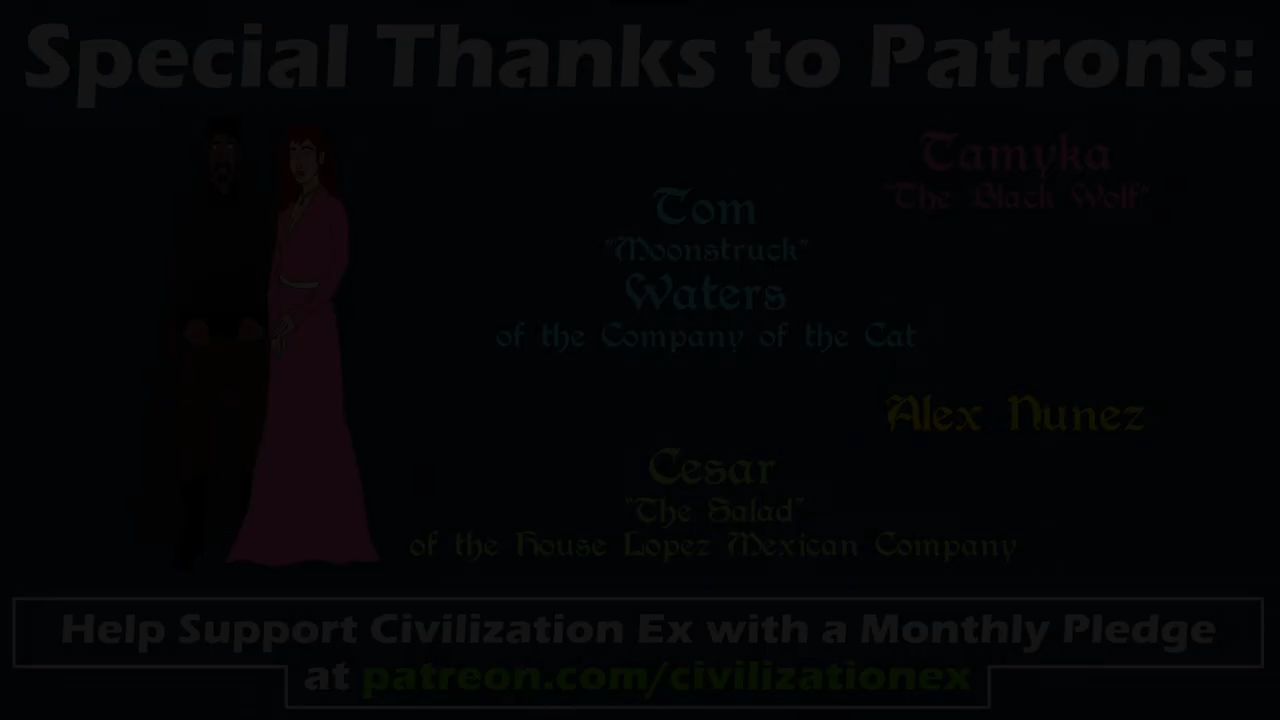 Special Thanks to Patrons:
Tamyka
"The Black Wolf"
Tom
"Moonstruck"
Waters
of the Company of the Cat
Alex Nunez
Cesar
"The Salad"
of the House Lopez Mexican Company
Help Support Civilization Ex with a Monthly Pledge
at patreon.com/civilizationex